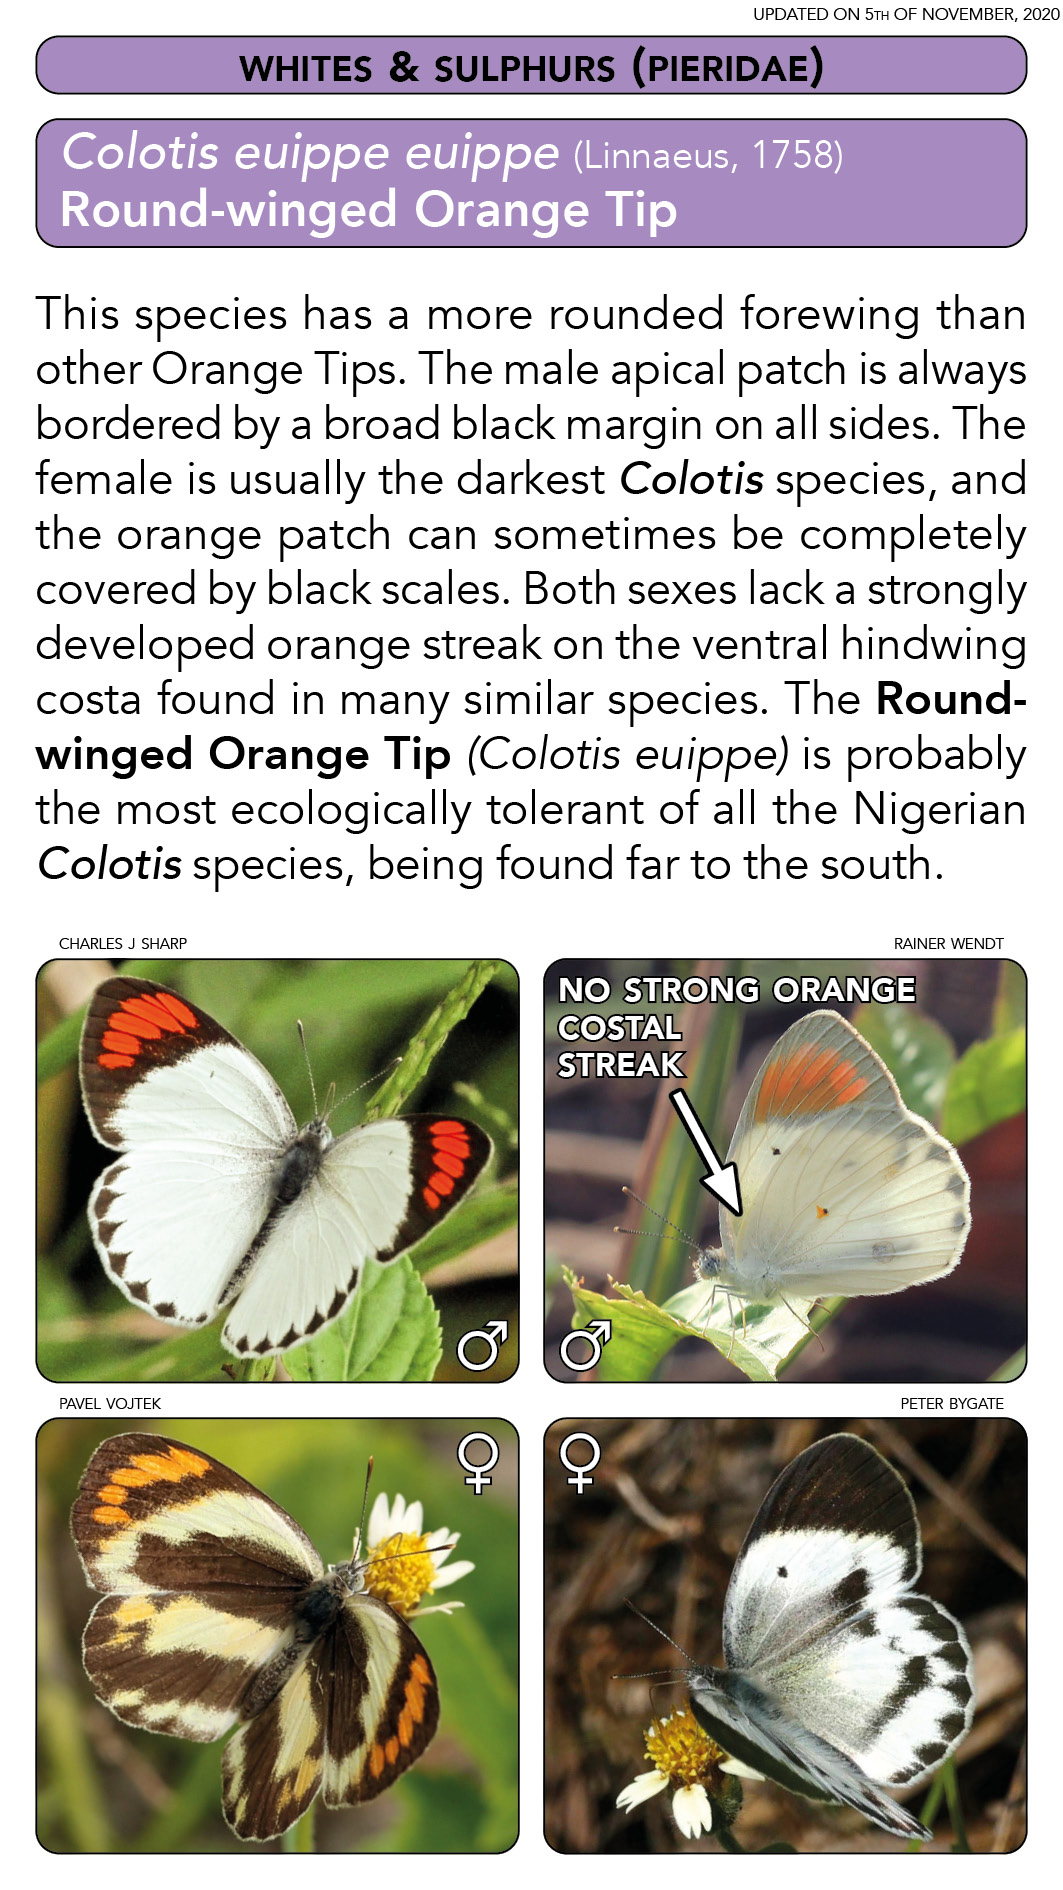 UPDATED ON 5TH OF NOVEMBER, 2020
WHITES & SULPHURS (PIERIDAE)
Colotis euippe euippe (Linnaeus, 1758)
Round-winged Orange Tip
This species has a more rounded forewing than
other Orange Tips. The male apical patch is always
bordered by a broad black margin on all sides. The
female is usually the darkest Colotis species, and
the orange patch can sometimes be completely
covered by black scales. Both sexes lack a strongly
developed orange streak on the ventral hindwing
costa found in many similar species. The Round-
winged Orange Tip (Colotis euippe) is probably
the most ecologically tolerant of all the Nigerian
Colotis species, being found far to the south.
CHARLES J SHARP
RAINER WENDT
NO STRONG ORANGE
COSTAL
STREAK
♂
♂
PAVEL VOJTEK
PETER BYGATE
♀
♀